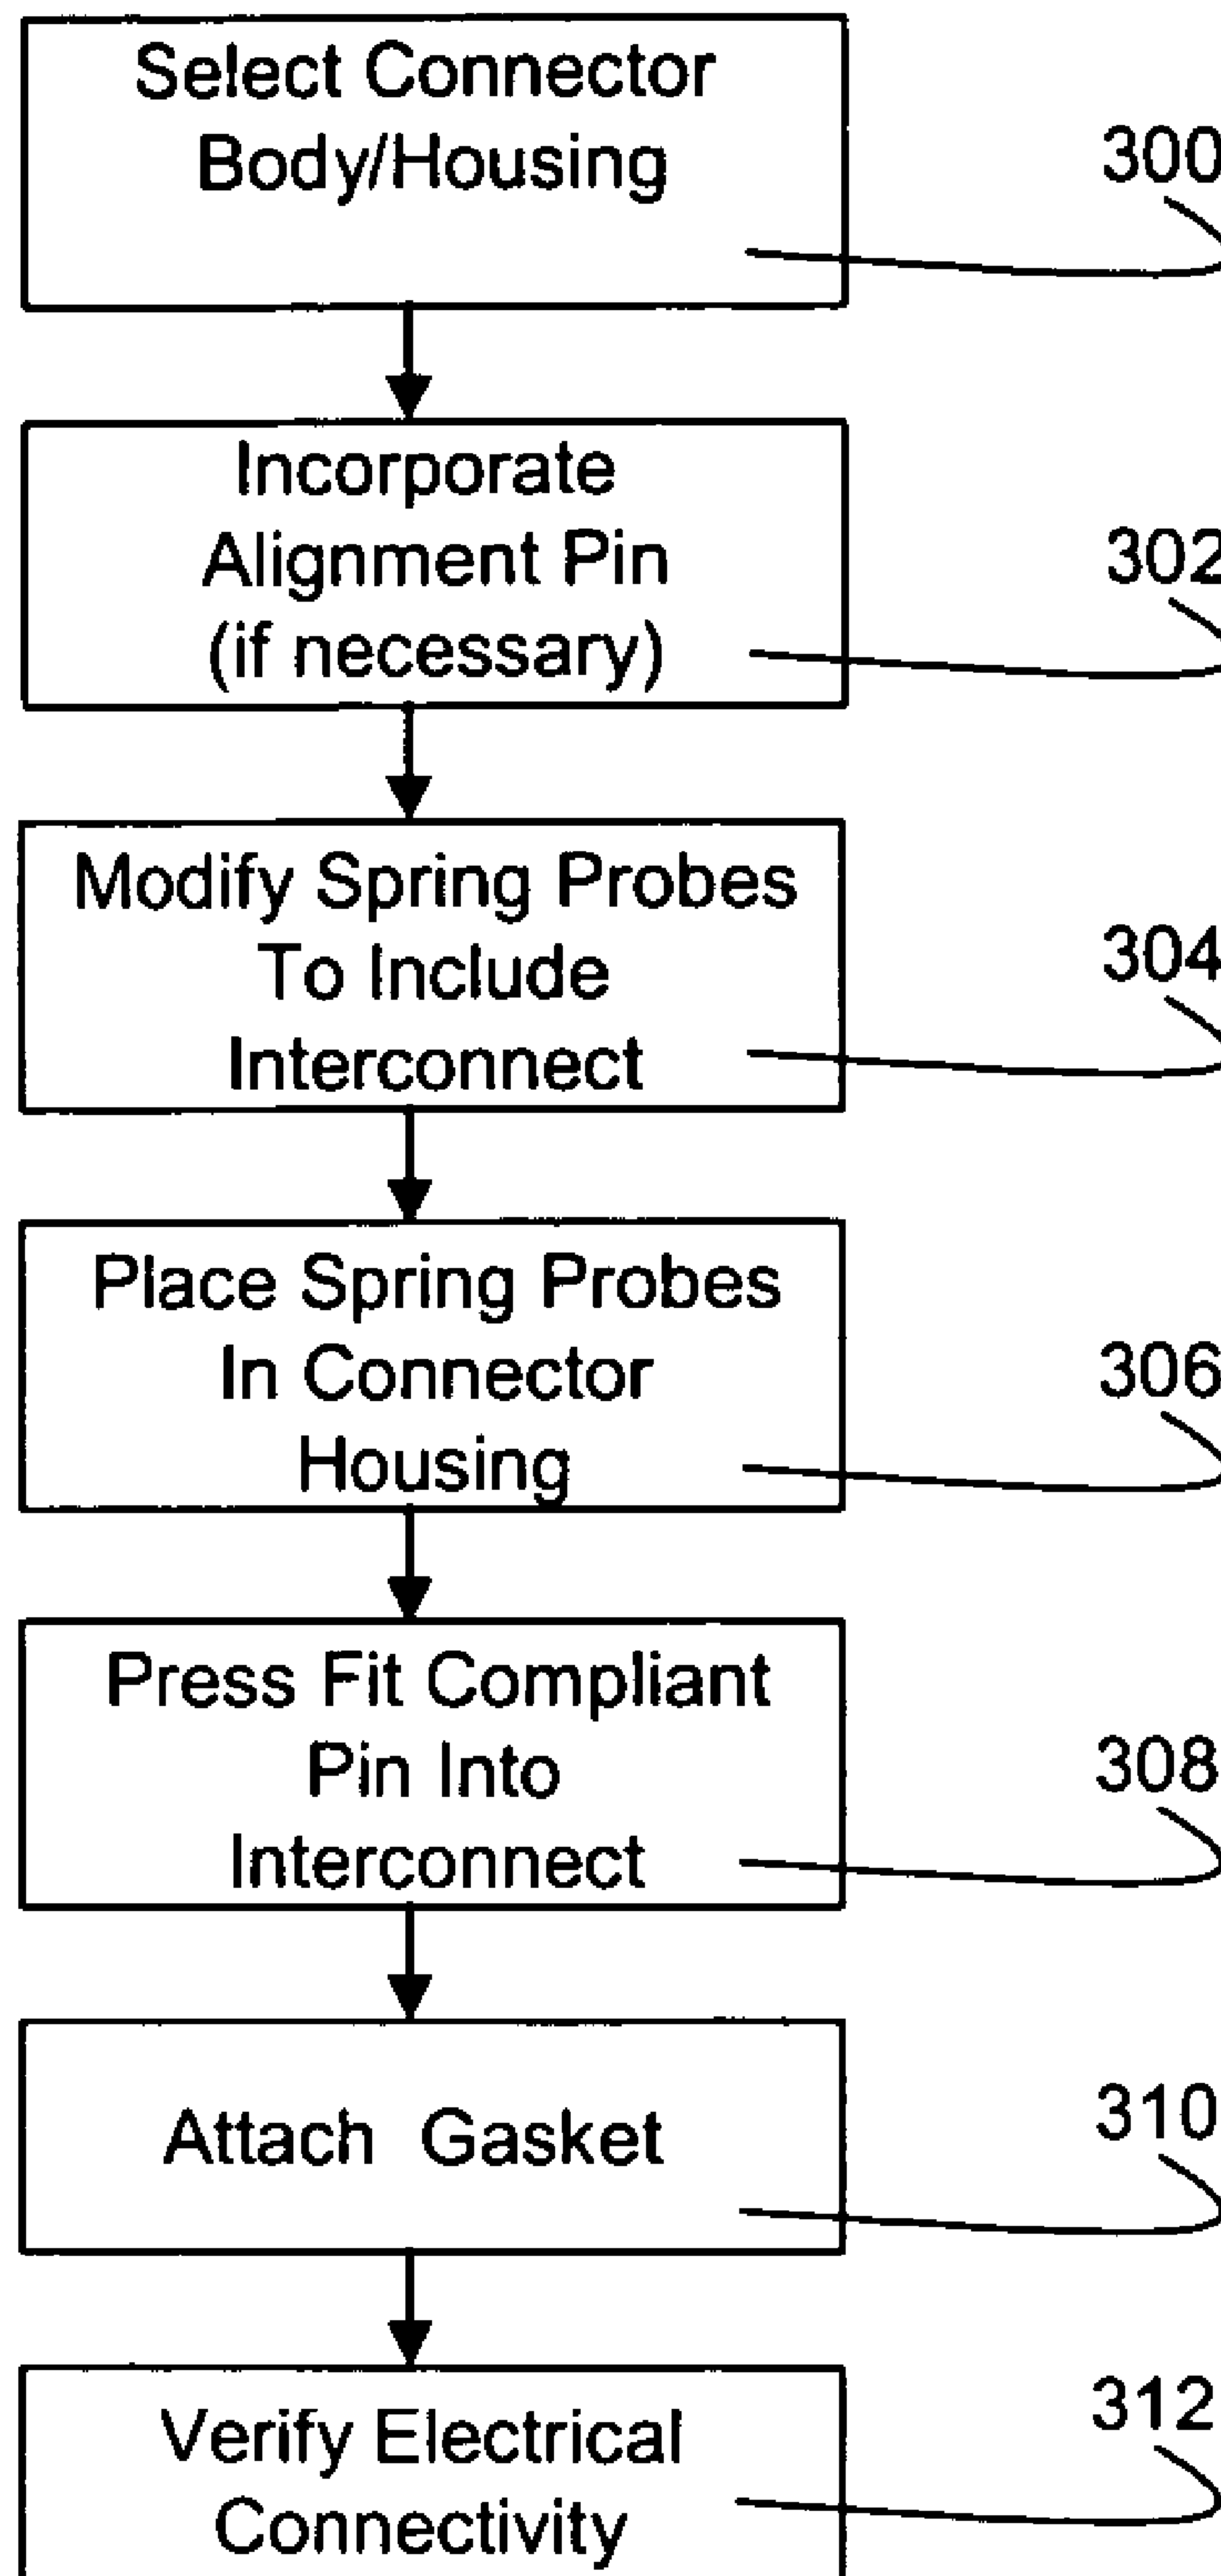 Select Connector
Body/Housing
300
Incorporate
Alignment Pin
(if necessary)
302
Modify Spring Probes
To Include
Interconnect
304
Place Spring Probes
In Connector
Housing
306
Press Fit Compliant
Pin Into
Interconnect
308
Attach Gasket
310
Verify Electrical
Connectivity
312